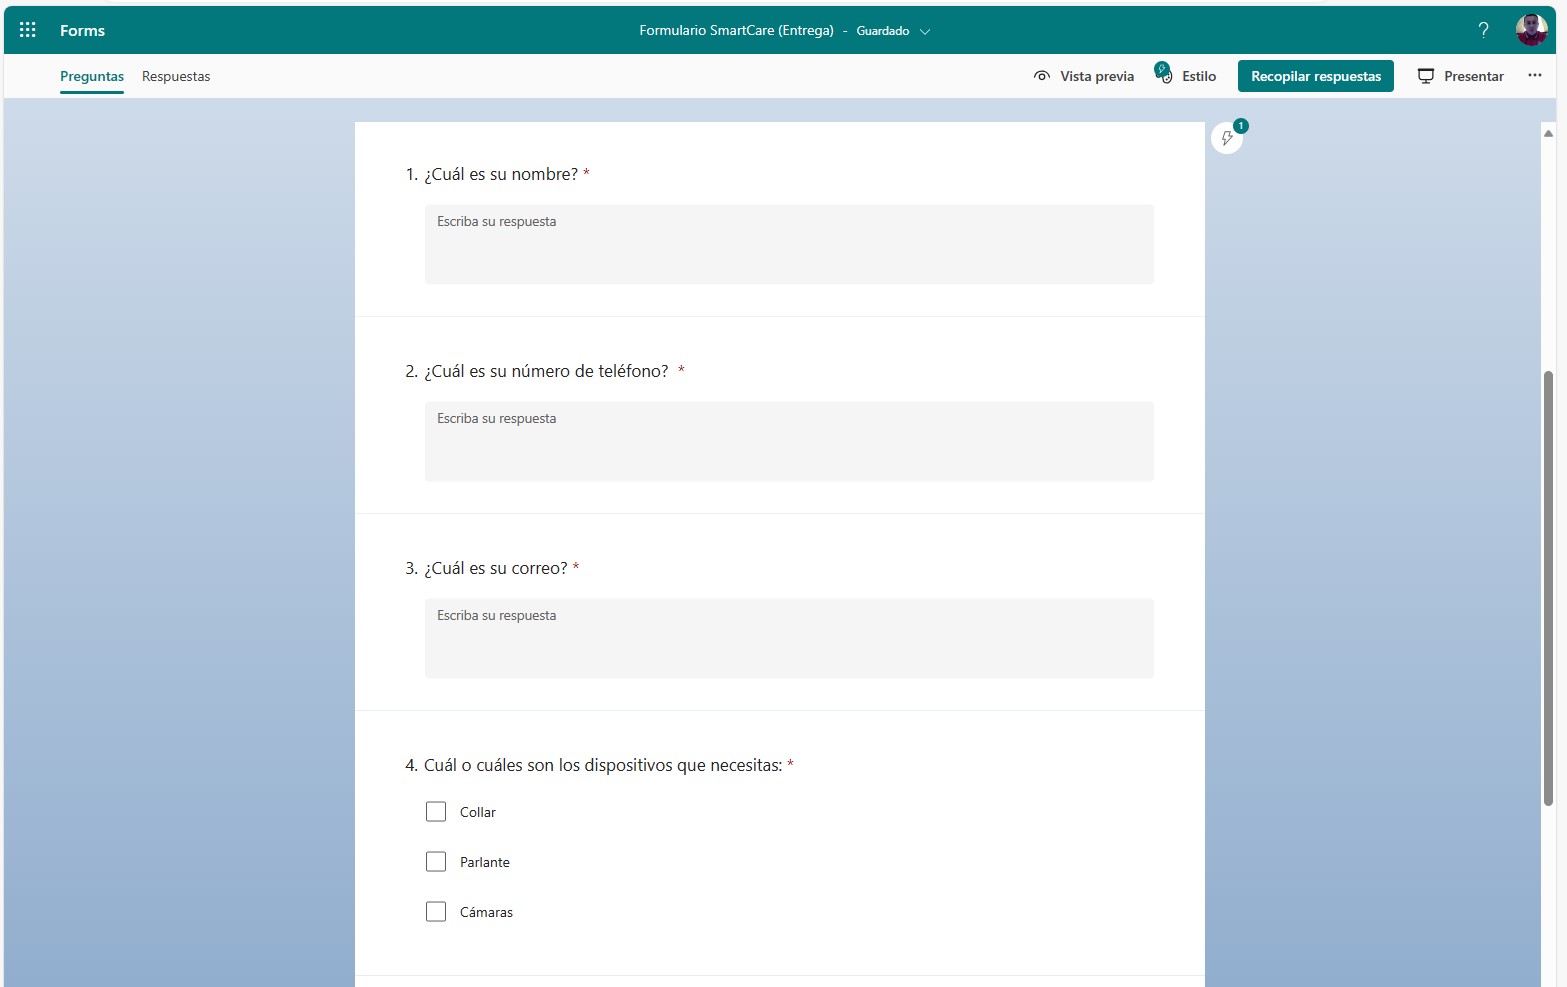 Forms
Formulario SmartCare (Entrega) - Guardado
?
Preguntas
Respuestas
Vista previa
Estilo
Recopilar respuestas
Presentar
...
1
1. ¿Cuál es su nombre? *
Escriba su respuesta
2. ¿Cuál es su número de teléfono? *
Escriba su respuesta
3. ¿Cuál es su correo? *
Escriba su respuesta
4. Cuál o cuáles son los dispositivos que necesitas: *
Collar
Parlante
Cámaras